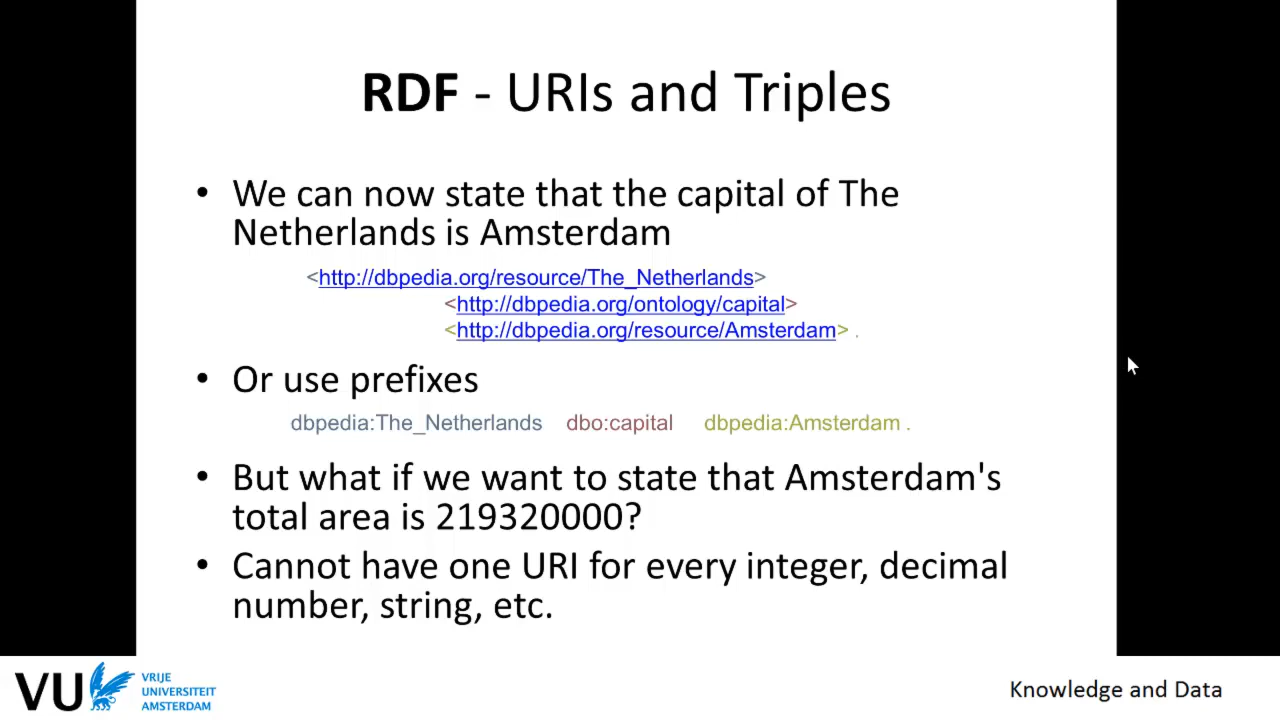 RDF - URIs and Triples
• We can now state that the capital of The
Netherlands is Amsterdam
<http://dbpedia.org/resource/The_Netherlands>
<http://dbpedia.org/ontology/capital>
<http://dbpedia.org/resource/Amsterdam> .
• Or use prefixes
dbpedia:The_Netherlands dbo:capital dbpedia:Amsterdam .
• But what if we want to state that Amsterdam's
total area is 219320000?
• Cannot have one URI for every integer, decimal
number, string, etc.
VU VRIJE
UNIVERSITEIT
AMSTERDAM
Knowledge and Data